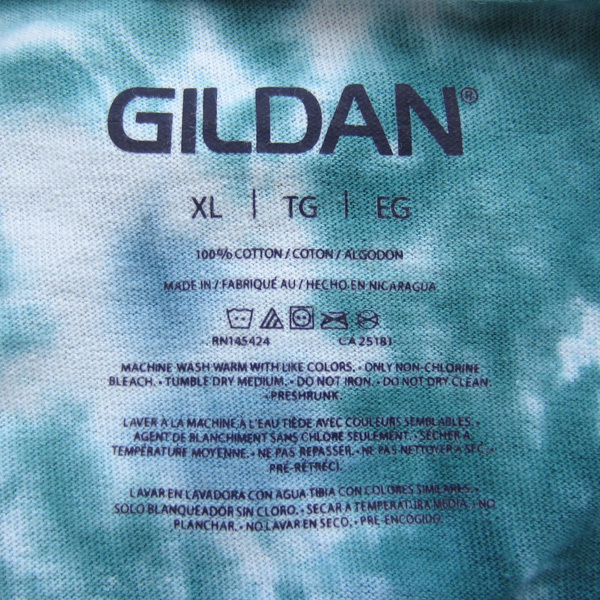 GILDAN®
XL | TG | EG
100% COTTON / COTON / ALGODON
MADE IN / FABRIQUÉ AU / HECHO EN NICARAGUA
RN145424 CA 25181
MACHINE WASH WARM WITH LIKE COLORS. • ONLY NON-CHLORINE
BLEACH. • TUMBLE DRY MEDIUM. • DO NOT IRON. • DO NOT DRY CLEAN.
• PRESHRUNK.
LAVER À LA MACHINE À L'EAU TIÈDE AVEC COULEURS SEMBLABLES. •
AGENT DE BLANCHIMENT SANS CHLORE SEULEMENT. • SÉCHER À
TEMPÉRATURE MOYENNE. • NE PAS REPASSER. • NE PAS NETTOYER À SEC. •
PRÉ-RÉTRÉCI.
LAVAR EN LAVADORA CON AGUA TIBIA CON COLORES SIMILARES. •
SOLO BLANQUEADOR SIN CLORO. • SECAR A TEMPERATURA MEDIA. • NO
PLANCHAR. • NO LAVAR EN SECO. • PRE-ENCOGIDO.